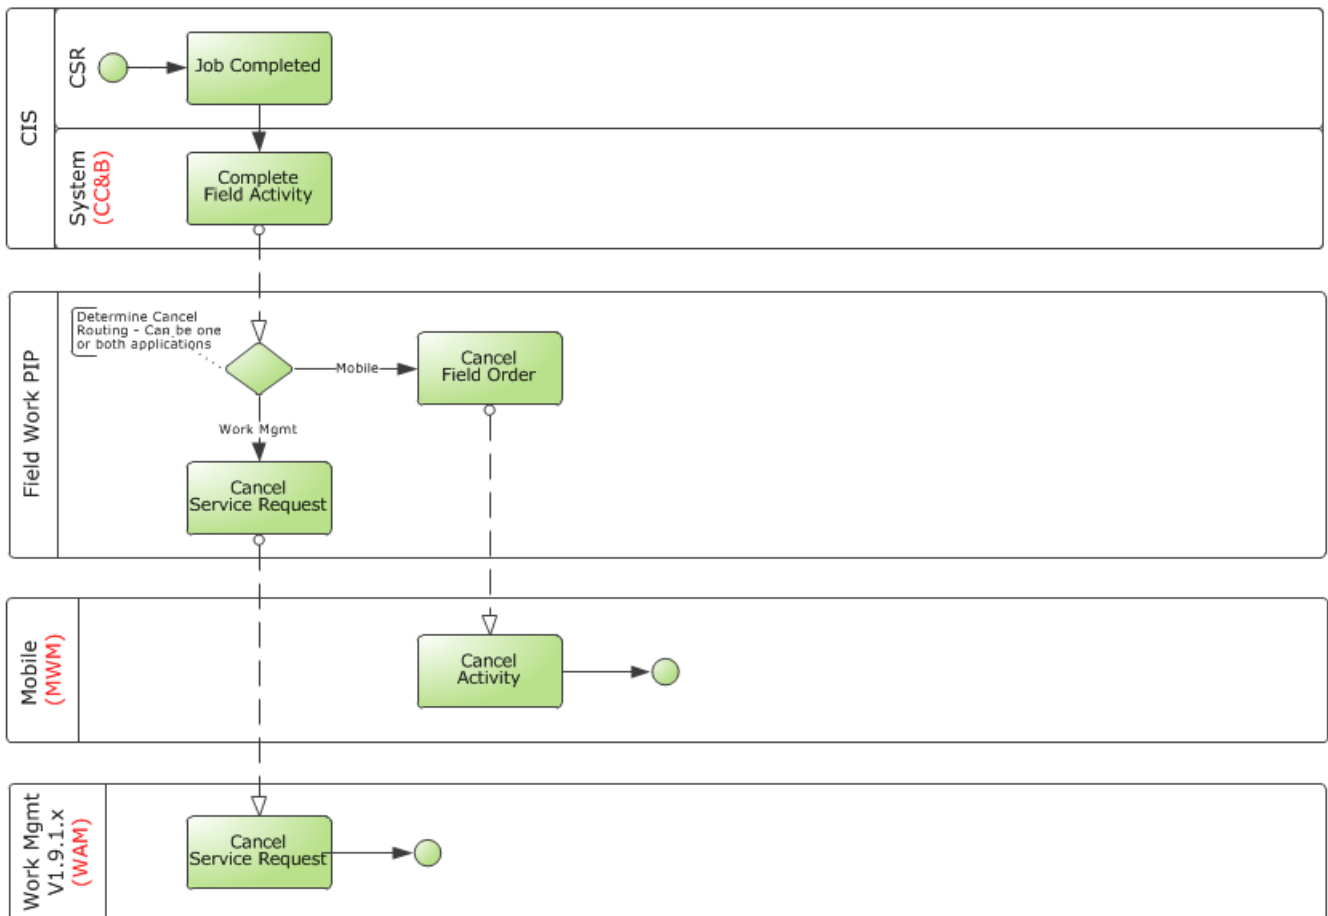 CIS
CSR
Job Completed
System
(CC&B)
Complete
Field Activity
Field Work PIP
Determine Cancel
Routing - Can be one
or both applications
Mobile
Cancel
Field Order
Work Mgmt
Cancel
Service Request
Mobile
(MWM)
Cancel
Activity
Work Mgmt
V1.9.1.x
(WAM)
Cancel
Service Request